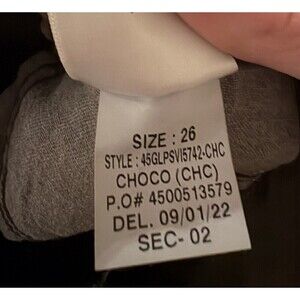 SIZE : 26
STYLE : 45GLPSVI5742-CHC
CHOCO (CHC)
P.O# 4500513579
DEL. 09/01/22
SEC- 02